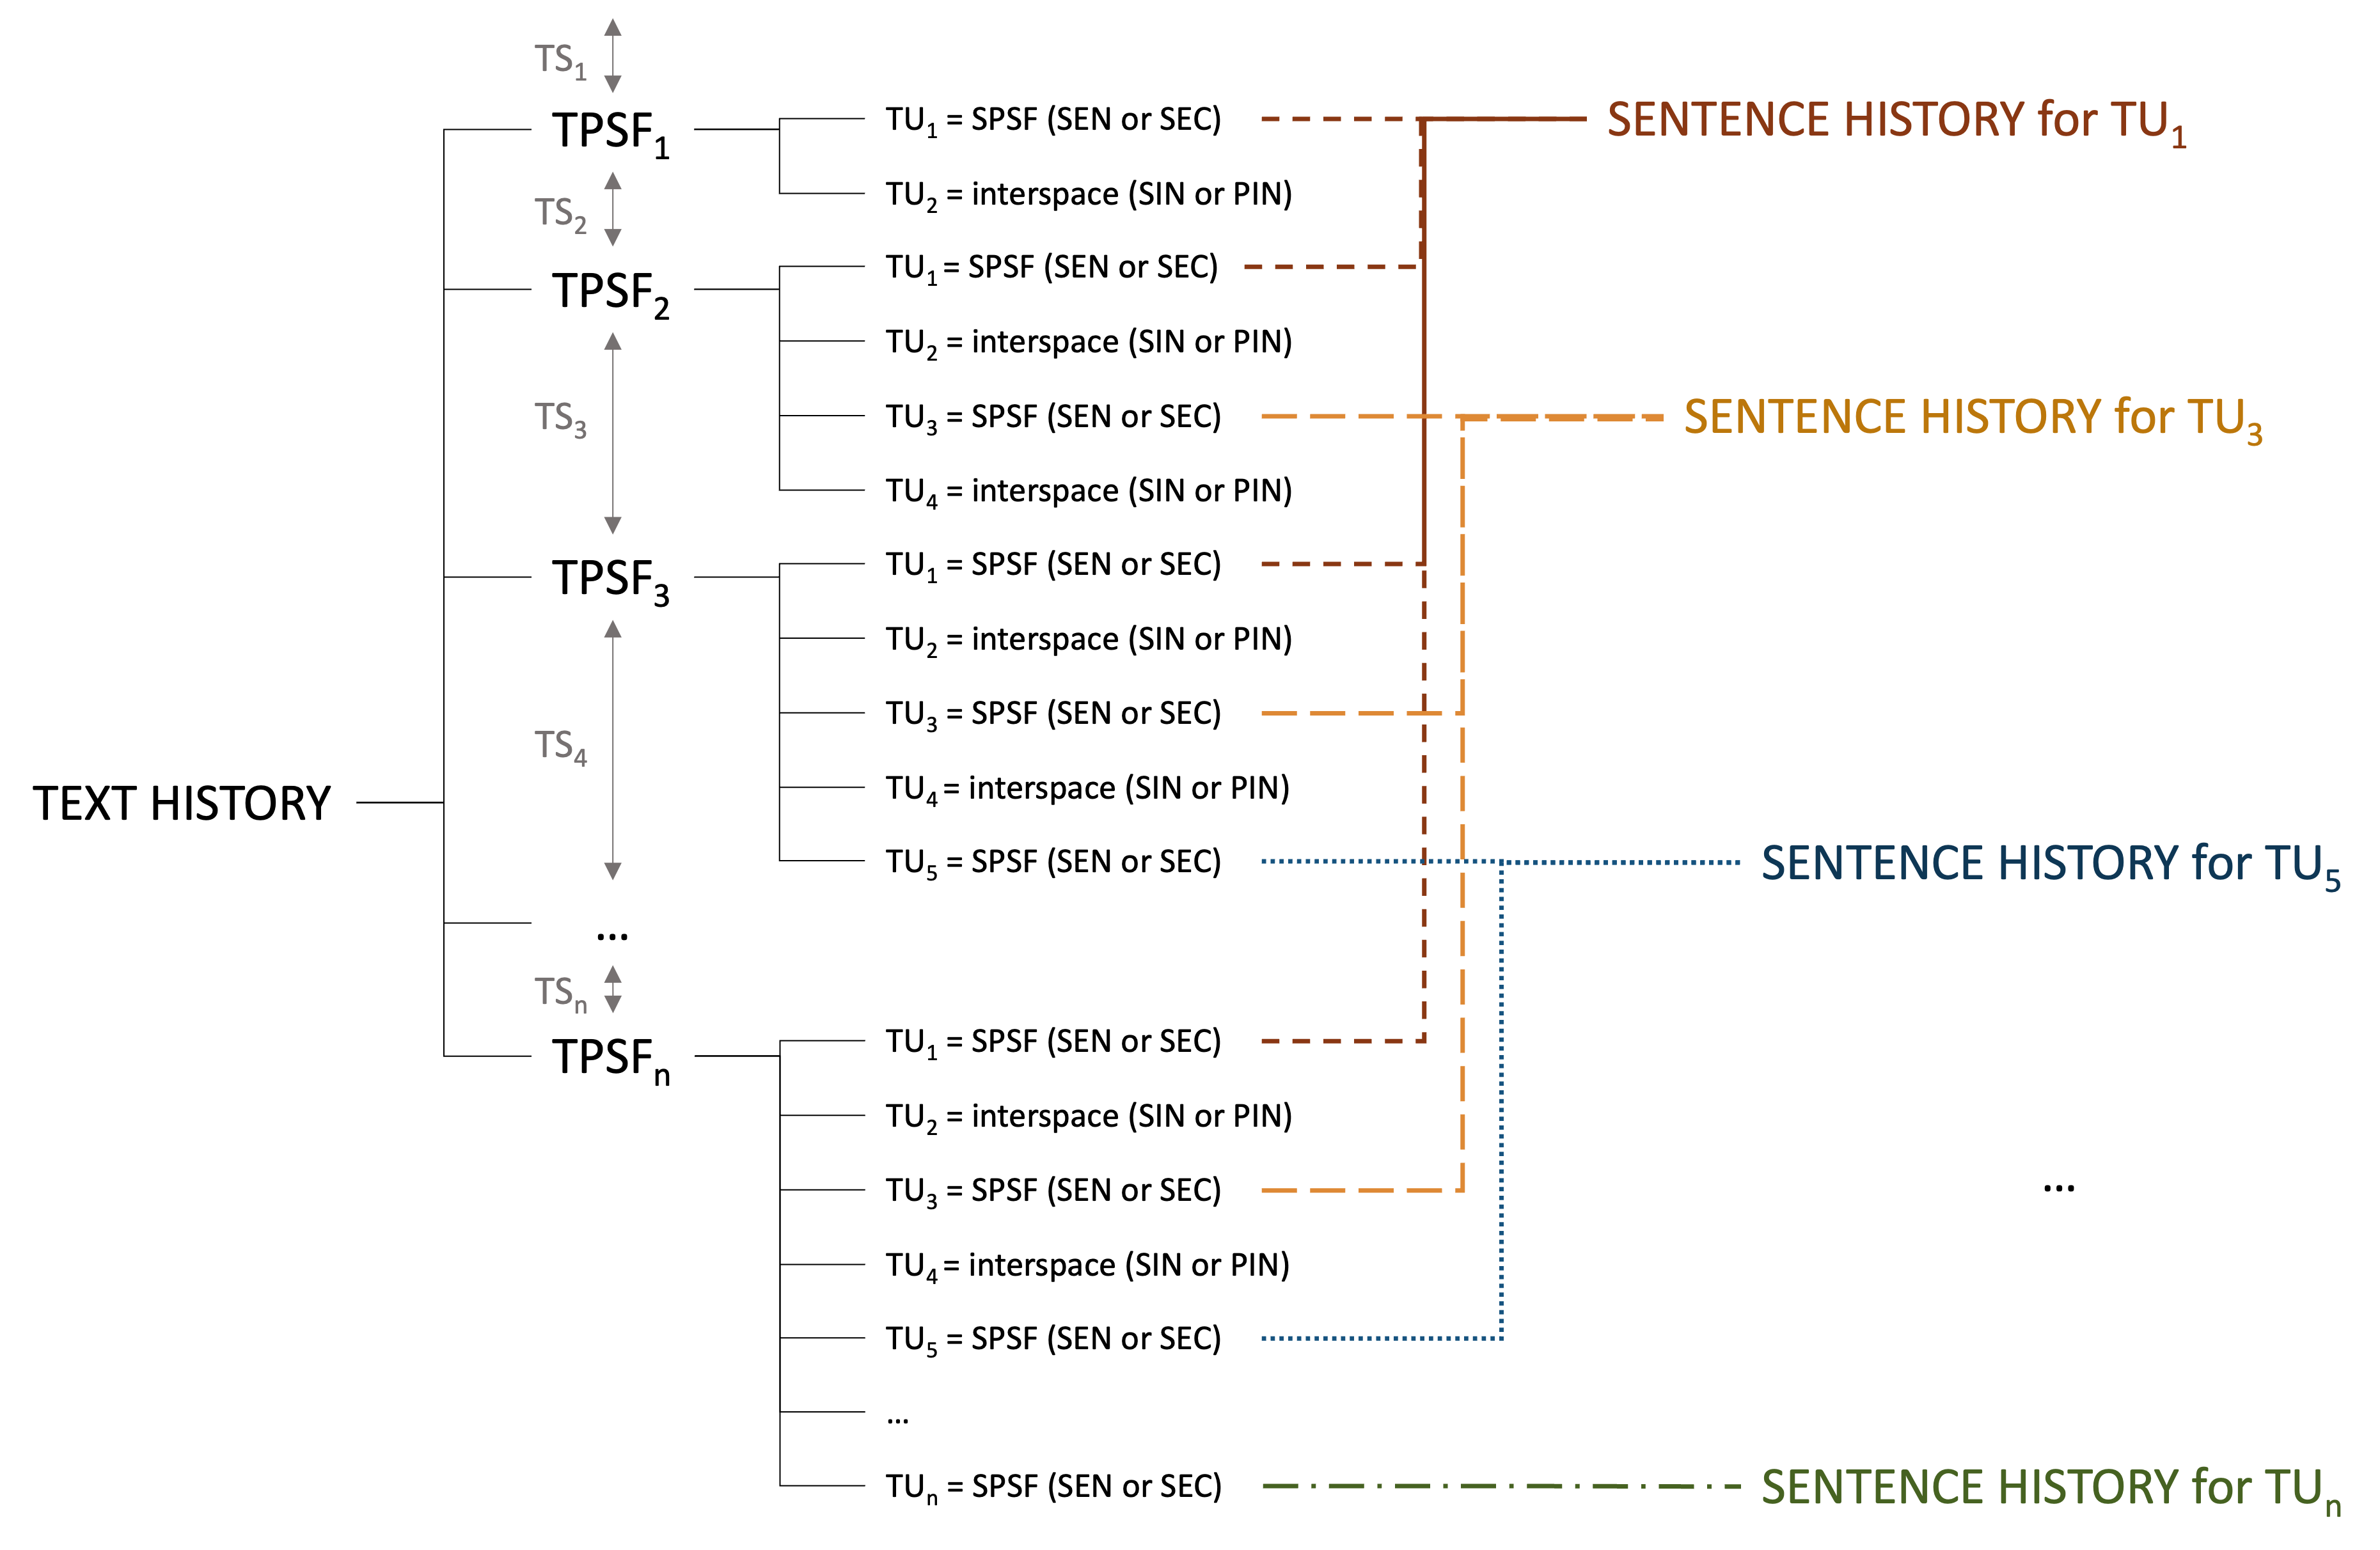 TS1
TPSF1
TU1 = SPSF (SEN or SEC)
SENTENCE HISTORY for TU1
TU2 = interspace (SIN or PIN)
TS2
TPSF2
TU1 = SPSF (SEN or SEC)
TU2 = interspace (SIN or PIN)
TS3
TU3 = SPSF (SEN or SEC)
SENTENCE HISTORY for TU3
TU4 = interspace (SIN or PIN)
TPSF3
TU1 = SPSF (SEN or SEC)
TU2 = interspace (SIN or PIN)
TU3 = SPSF (SEN or SEC)
TS4
TU4 = interspace (SIN or PIN)
TEXT HISTORY
TU5 = SPSF (SEN or SEC)
SENTENCE HISTORY for TU5
...
TSn
TPSFn
TU1 = SPSF (SEN or SEC)
TU2 = interspace (SIN or PIN)
TU3 = SPSF (SEN or SEC)
...
TU4 = interspace (SIN or PIN)
TU5 = SPSF (SEN or SEC)
...
TUn = SPSF (SEN or SEC)
SENTENCE HISTORY for TUn